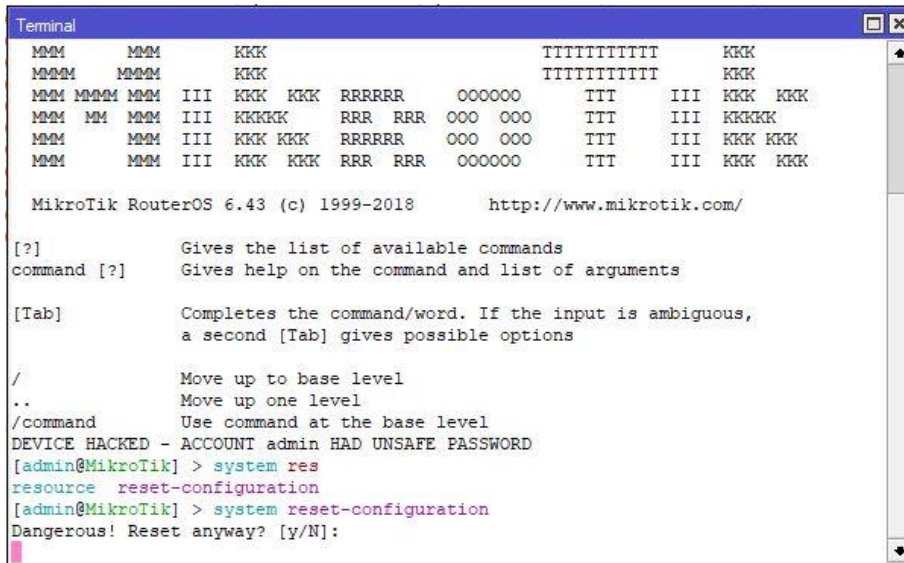 Terminal
MMM MMM KKK TTTTTTTTTTT KKK
MMMM MMMM KKK TTTTTTTTTTT KKK
MMM MMMM MMM III KKK KKK RRRRRR OOOOOO TTT III KKK KKK
MMM MM MMM III KKKKK RRR RRR OOO OOO TTT III KKKKK
MMM MMM III KKK KKK RRRRRR OOO OOO TTT III KKK KKK
MMM MMM III KKK KKK RRR RRR OOOOOO TTT III KKK KKK
MikroTik RouterOS 6.43 (c) 1999-2018 http://www.mikrotik.com/
[?] Gives the list of available commands
command [?] Gives help on the command and list of arguments
[Tab] Completes the command/word. If the input is ambiguous,
a second [Tab] gives possible options
/ Move up to base level
.. Move up one level
/command Use command at the base level
DEVICE HACKED - ACCOUNT admin HAD UNSAFE PASSWORD
[admin@MikroTik] > system res
resource reset-configuration
[admin@MikroTik] > system reset-configuration
Dangerous! Reset anyway? [y/N]: